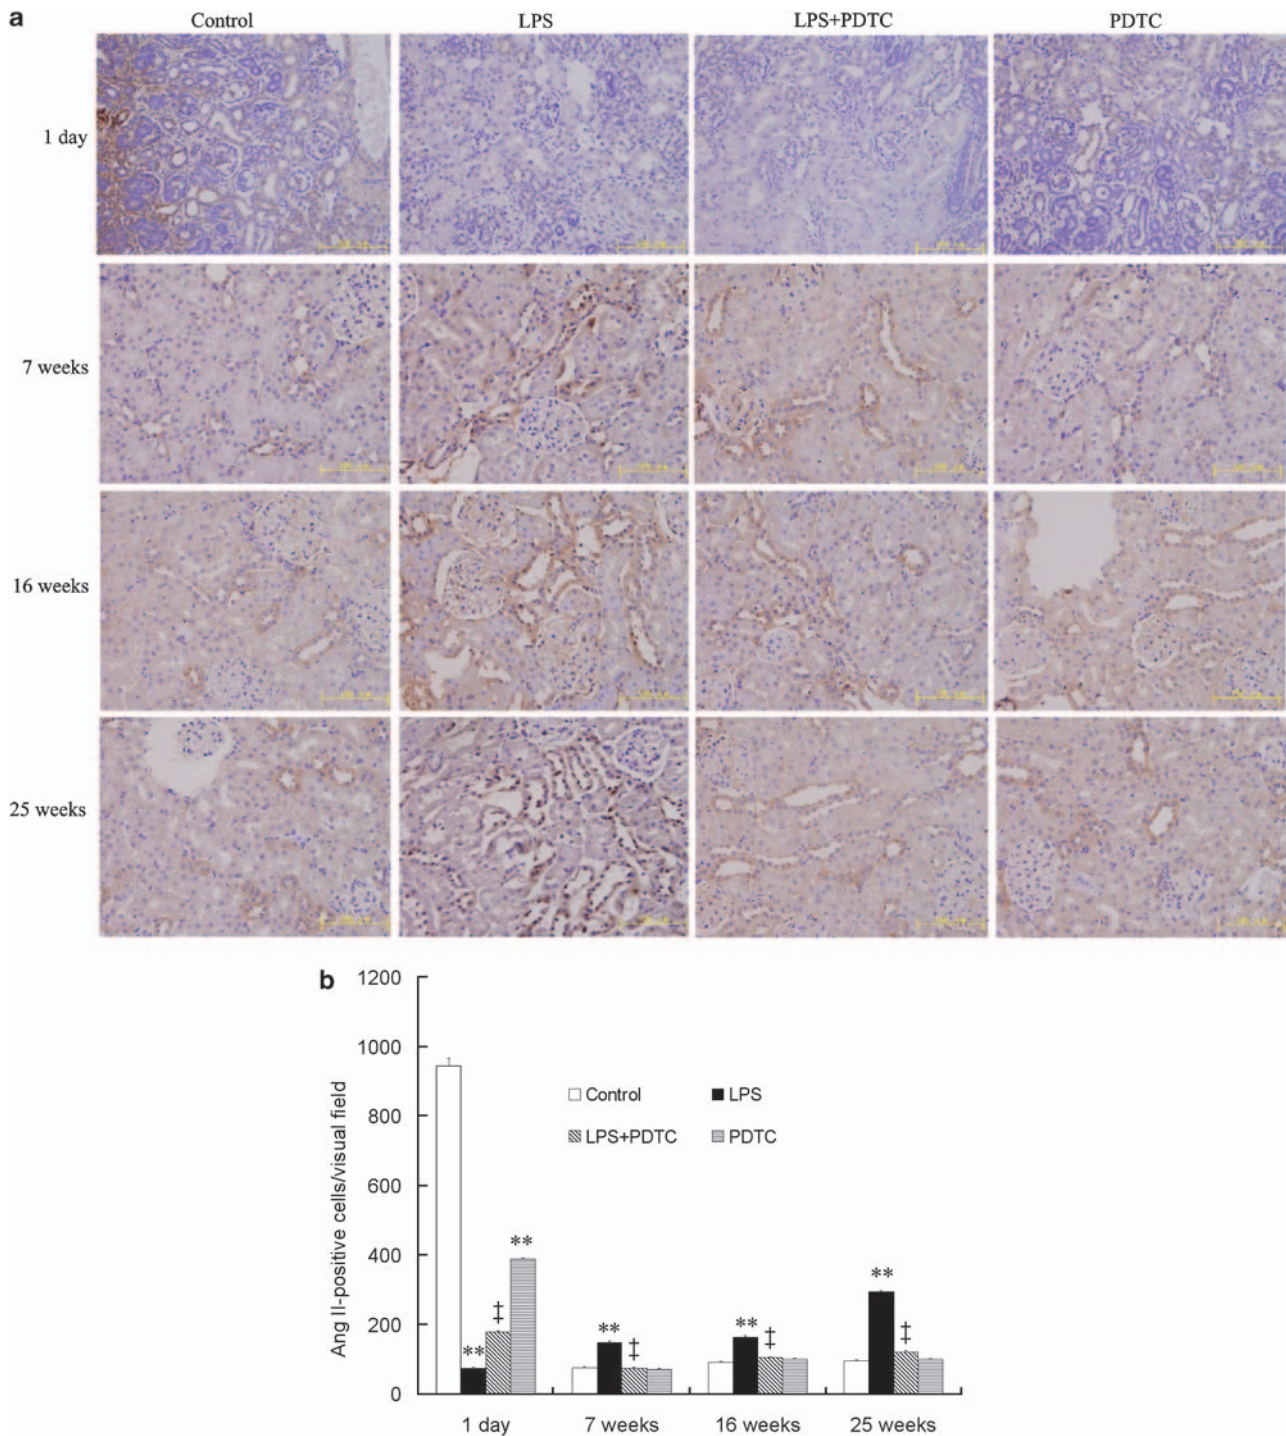 a
Control LPS LPS+PDTC PDTC
1 day
7 weeks
16 weeks
25 weeks
b
1200
1000
800
600
400
200
0
Ang II-positive cells/visual field
Control LPS
LPS+PDTC PDTC
** ‡ **
** ‡
** ‡
** ‡
1 day 7 weeks 16 weeks 25 weeks